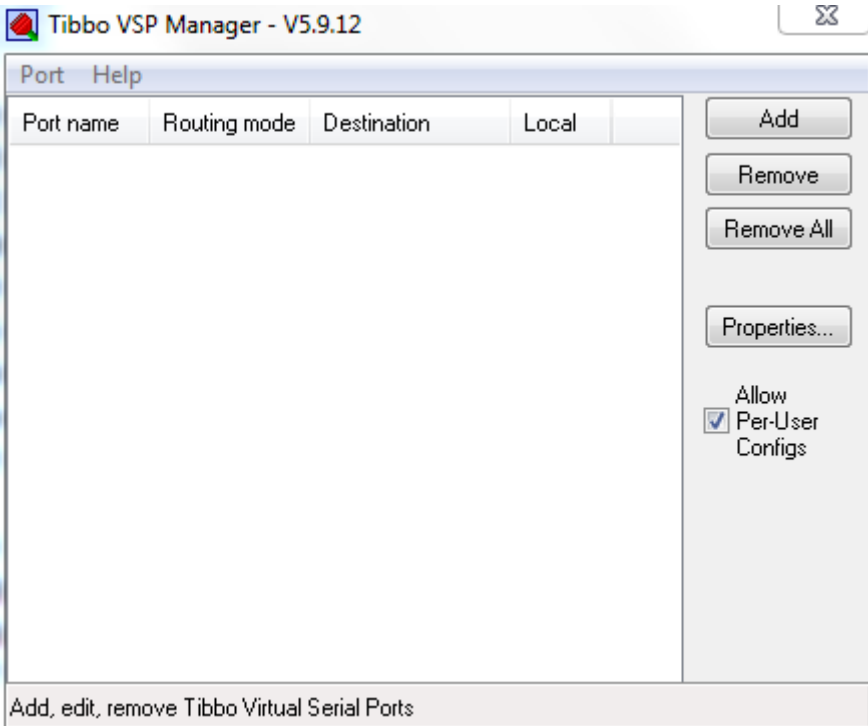 Tibbo VSP Manager - V5.9.12
Port Help
Port name Routing mode Destination Local
Add
Remove
Remove All
Properties...
Allow
Per-User
Configs
Add, edit, remove Tibbo Virtual Serial Ports